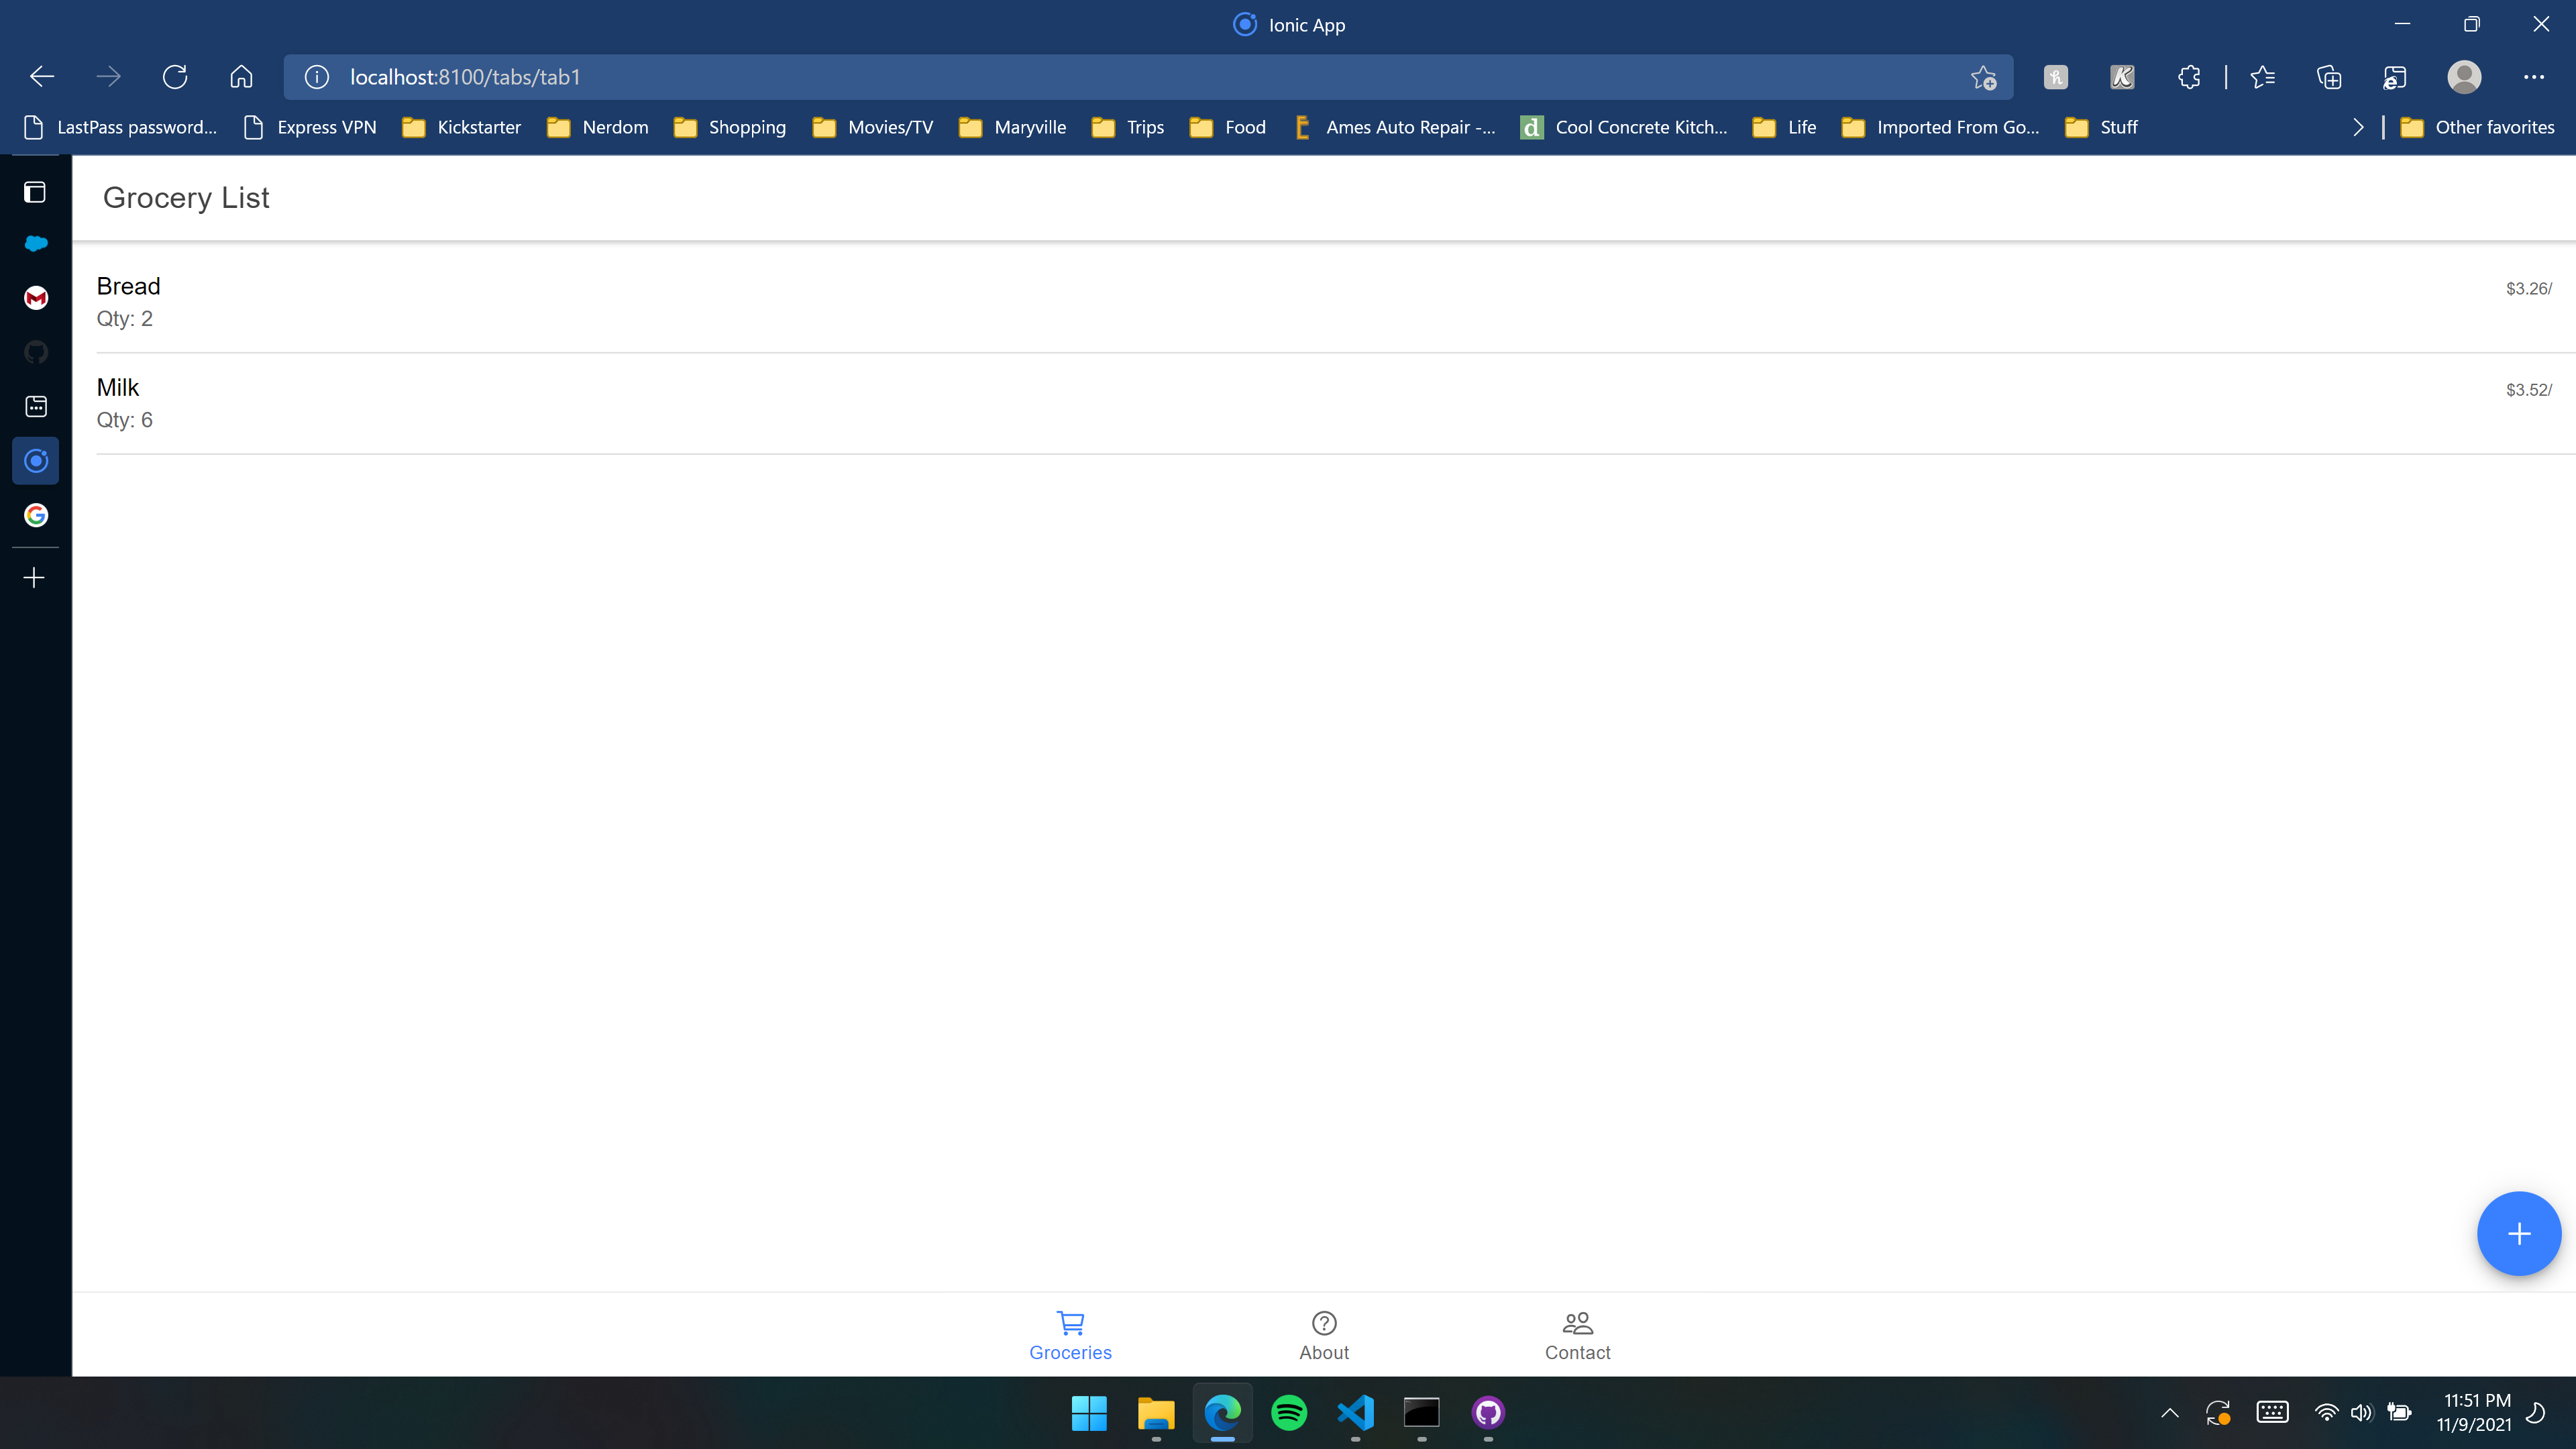 Ionic App
localhost:8100/tabs/tab1
LastPass password... Express VPN Kickstarter Nerdom Shopping Movies/TV Maryville Trips Food Ames Auto Repair -... Cool Concrete Kitch... Life Imported From Go... Stuff Other favorites
Grocery List
Bread $3.26/
Qty: 2
Milk $3.52/
Qty: 6
Groceries About Contact
11:51 PM
11/9/2021